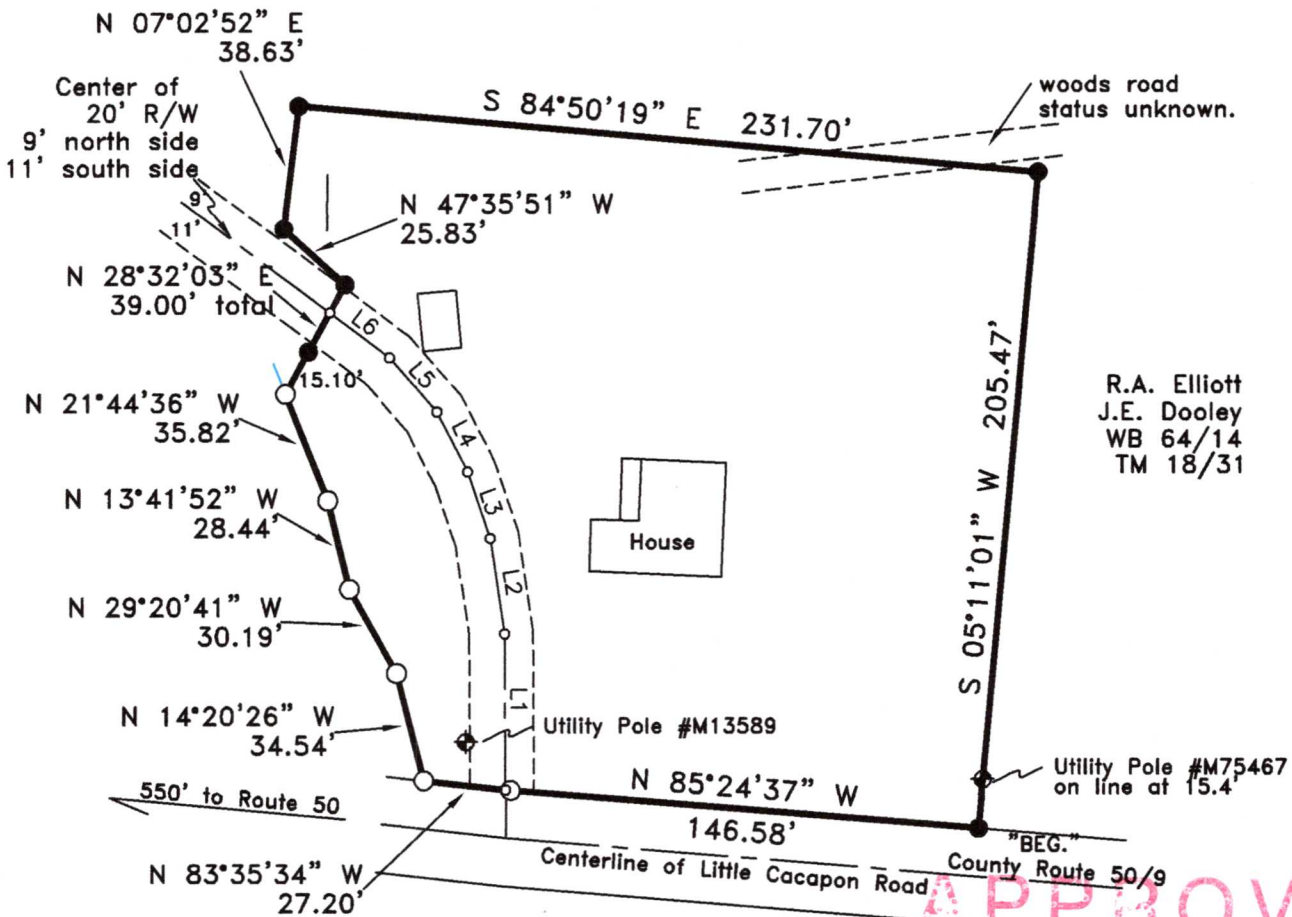 N 07°02'52" E
38.63'
Center of
20' R/W
9' north side
11' south side
S 84°50'19" E 231.70'
woods road
status unknown.
9'
11'
N 47°35'51" W
25.83'
N 28°32'03" E
39.00' total
L6
L5
15.10'
L4
N 21°44'36" W
35.82'
205.47'
S 05°11'01" W
R.A. Elliott
J.E. Dooley
WB 64/14
TM 18/31
L3
N 13°41'52" W
28.44'
House
L2
N 29°20'41" W
30.19'
L1
N 14°20'26" W
34.54'
Utility Pole #M13589
Utility Pole #M75467
on line at 15.4'
550' to Route 50
N 85°24'37" W
146.58'
"BEG."
Centerline of Little Cacapon Road
County Route 50/9
N 83°35'34" W
27.20'
APPROV